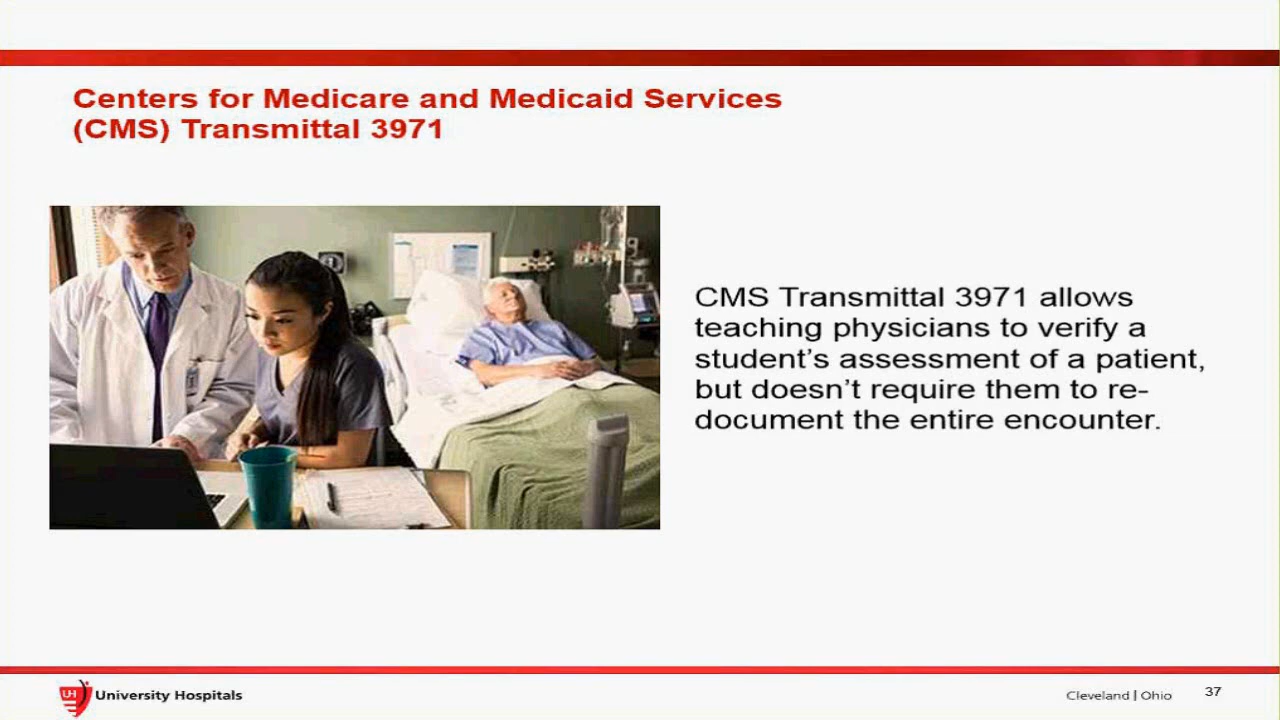 Centers for Medicare and Medicaid Services
(CMS) Transmittal 3971
CMS Transmittal 3971 allows
teaching physicians to verify a
student's assessment of a patient,
but doesn't require them to re-
document the entire encounter.
UH University Hospitals
Cleveland | Ohio 37